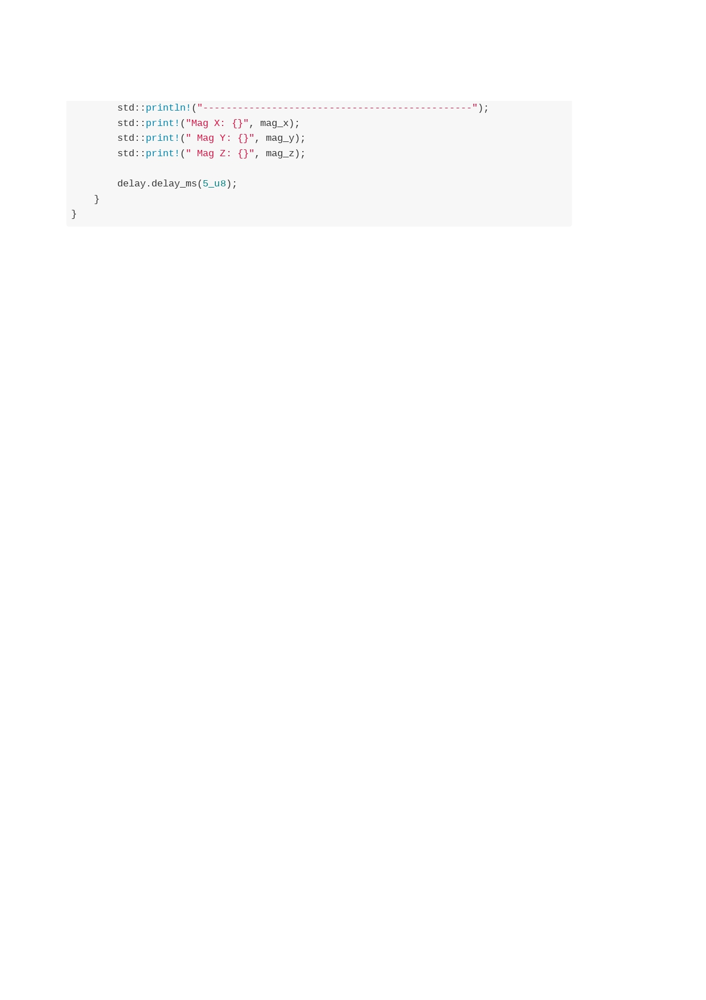 std::println!("-----------------------------------------------");
        std::print!("Mag X: {}", mag_x);
        std::print!(" Mag Y: {}", mag_y);
        std::print!(" Mag Z: {}", mag_z);

        delay.delay_ms(5_u8);
    }
}